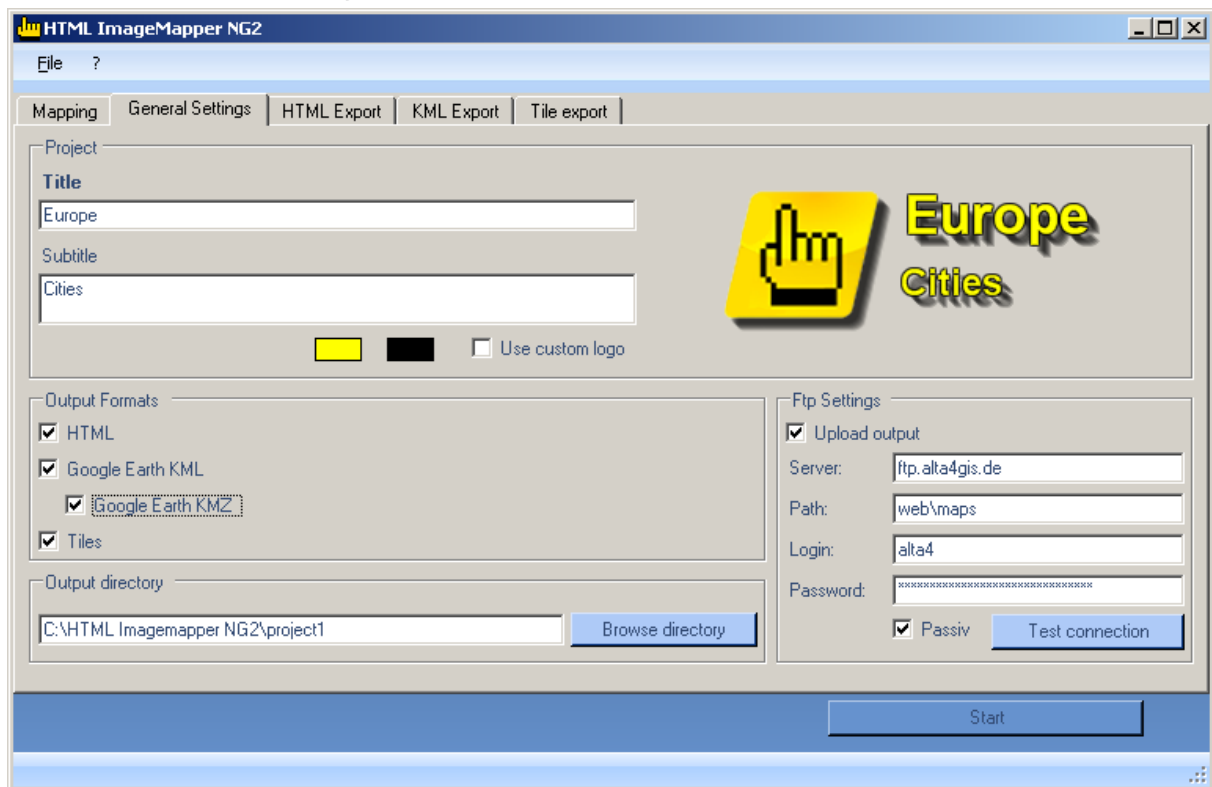 HTML ImageMapper NG2
File ?
Mapping General Settings HTML Export KML Export Tile export
Project
Title
Europe
Subtitle
Cities
Use custom logo
Europe
Cities
Output Formats
HTML
Google Earth KML
Google Earth KMZ
Tiles
Output directory
C:\HTML Imagemapper NG2\project1 Browse directory
Ftp Settings
Upload output
Server: ftp.alta4gis.de
Path: web\maps
Login: alta4
Password: ********************************
Passiv Test connection
Start